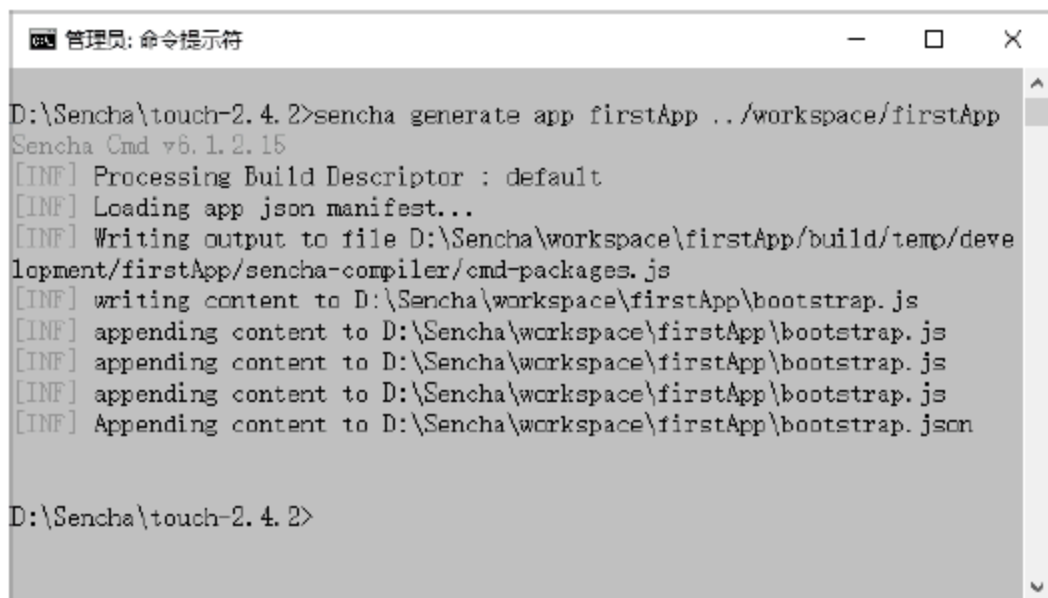 管理员: 命令提示符
D:\Sencha\touch-2.4.2>sencha generate app firstApp ../workspace/firstApp
Sencha Cmd v6.1.2.15
[INF] Processing Build Descriptor : default
[INF] Loading app json manifest...
[INF] Writing output to file D:\Sencha\workspace\firstApp/build/temp/deve
lopment/firstApp/sencha-compiler/cmd-packages.js
[INF] writing content to D:\Sencha\workspace\firstApp\bootstrap.js
[INF] appending content to D:\Sencha\workspace\firstApp\bootstrap.js
[INF] appending content to D:\Sencha\workspace\firstApp\bootstrap.js
[INF] appending content to D:\Sencha\workspace\firstApp\bootstrap.js
[INF] Appending content to D:\Sencha\workspace\firstApp\bootstrap.json
D:\Sencha\touch-2.4.2>